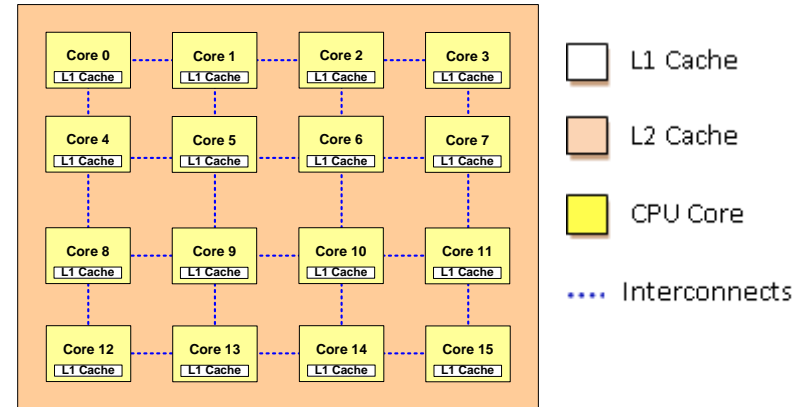 Core 0
L1 Cache
Core 1
L1 Cache
Core 2
L1 Cache
Core 3
L1 Cache
Core 4
L1 Cache
Core 5
L1 Cache
Core 6
L1 Cache
Core 7
L1 Cache
Core 8
L1 Cache
Core 9
L1 Cache
Core 10
L1 Cache
Core 11
L1 Cache
Core 12
L1 Cache
Core 13
L1 Cache
Core 14
L1 Cache
Core 15
L1 Cache
L1 Cache
L2 Cache
CPU Core
Interconnects